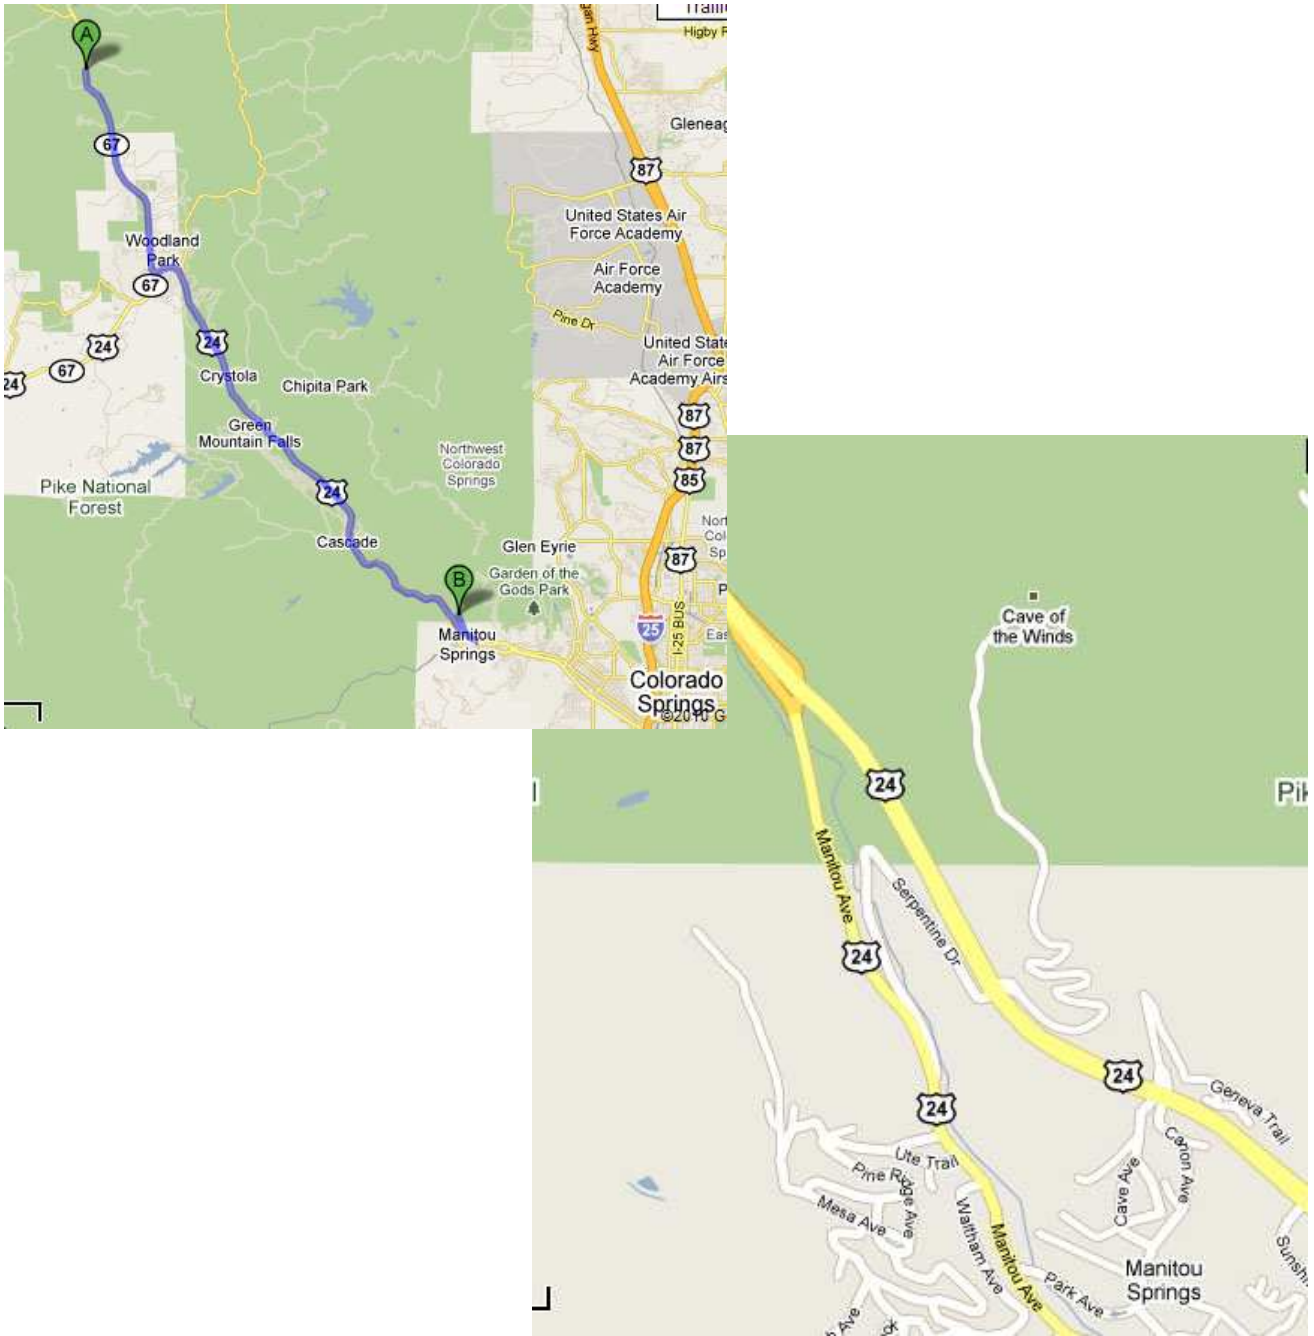 A
Higby
67
Gleneag
87
United States Air
Force Academy
Woodland
Park
67
Air Force
Academy
Pine Dr
24
24
67
24
United State
Air Force
Academy Airs
Crystola
Chipita Park
87
Green
Mountain Falls
87
Northwest
Colorado
Springs
85
Pike National
Forest
24
Cascade
Glen Eyrie
87
B
Garden of the
Gods Park
25
I-25 BUS
Manitou
Springs
Colorado
Springs
©2010 G
Cave of
the Winds
24
Manitou Ave
Serpentine Dr
24
24
24
Geneva Trail
Ute Trail
Canon Ave
Cave Ave
Pine Ridge Ave
Mesa Ave
Waltham Ave
Manitou Ave
Park Ave
Manitou
Springs
Ave